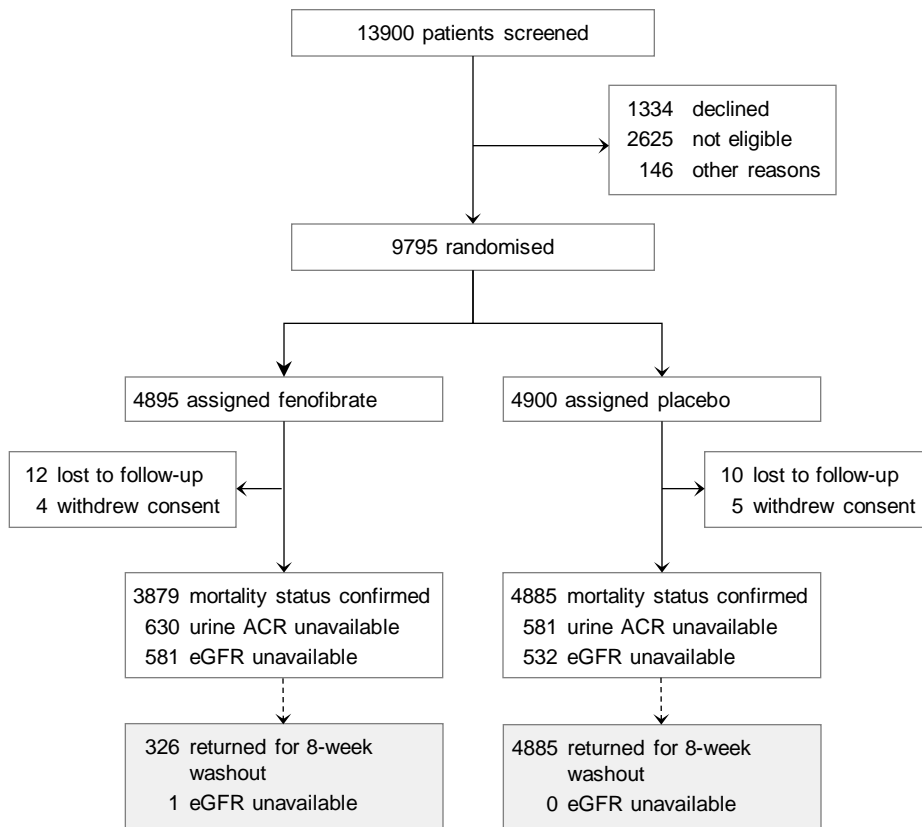 13900 patients screened
1334 declined
2625 not eligible
146 other reasons
9795 randomised
4895 assigned fenofibrate
4900 assigned placebo
12 lost to follow-up
4 withdrew consent
10 lost to follow-up
5 withdrew consent
3879 mortality status confirmed
630 urine ACR unavailable
581 eGFR unavailable
4885 mortality status confirmed
581 urine ACR unavailable
532 eGFR unavailable
326 returned for 8-week
washout
1 eGFR unavailable
4885 returned for 8-week
washout
0 eGFR unavailable